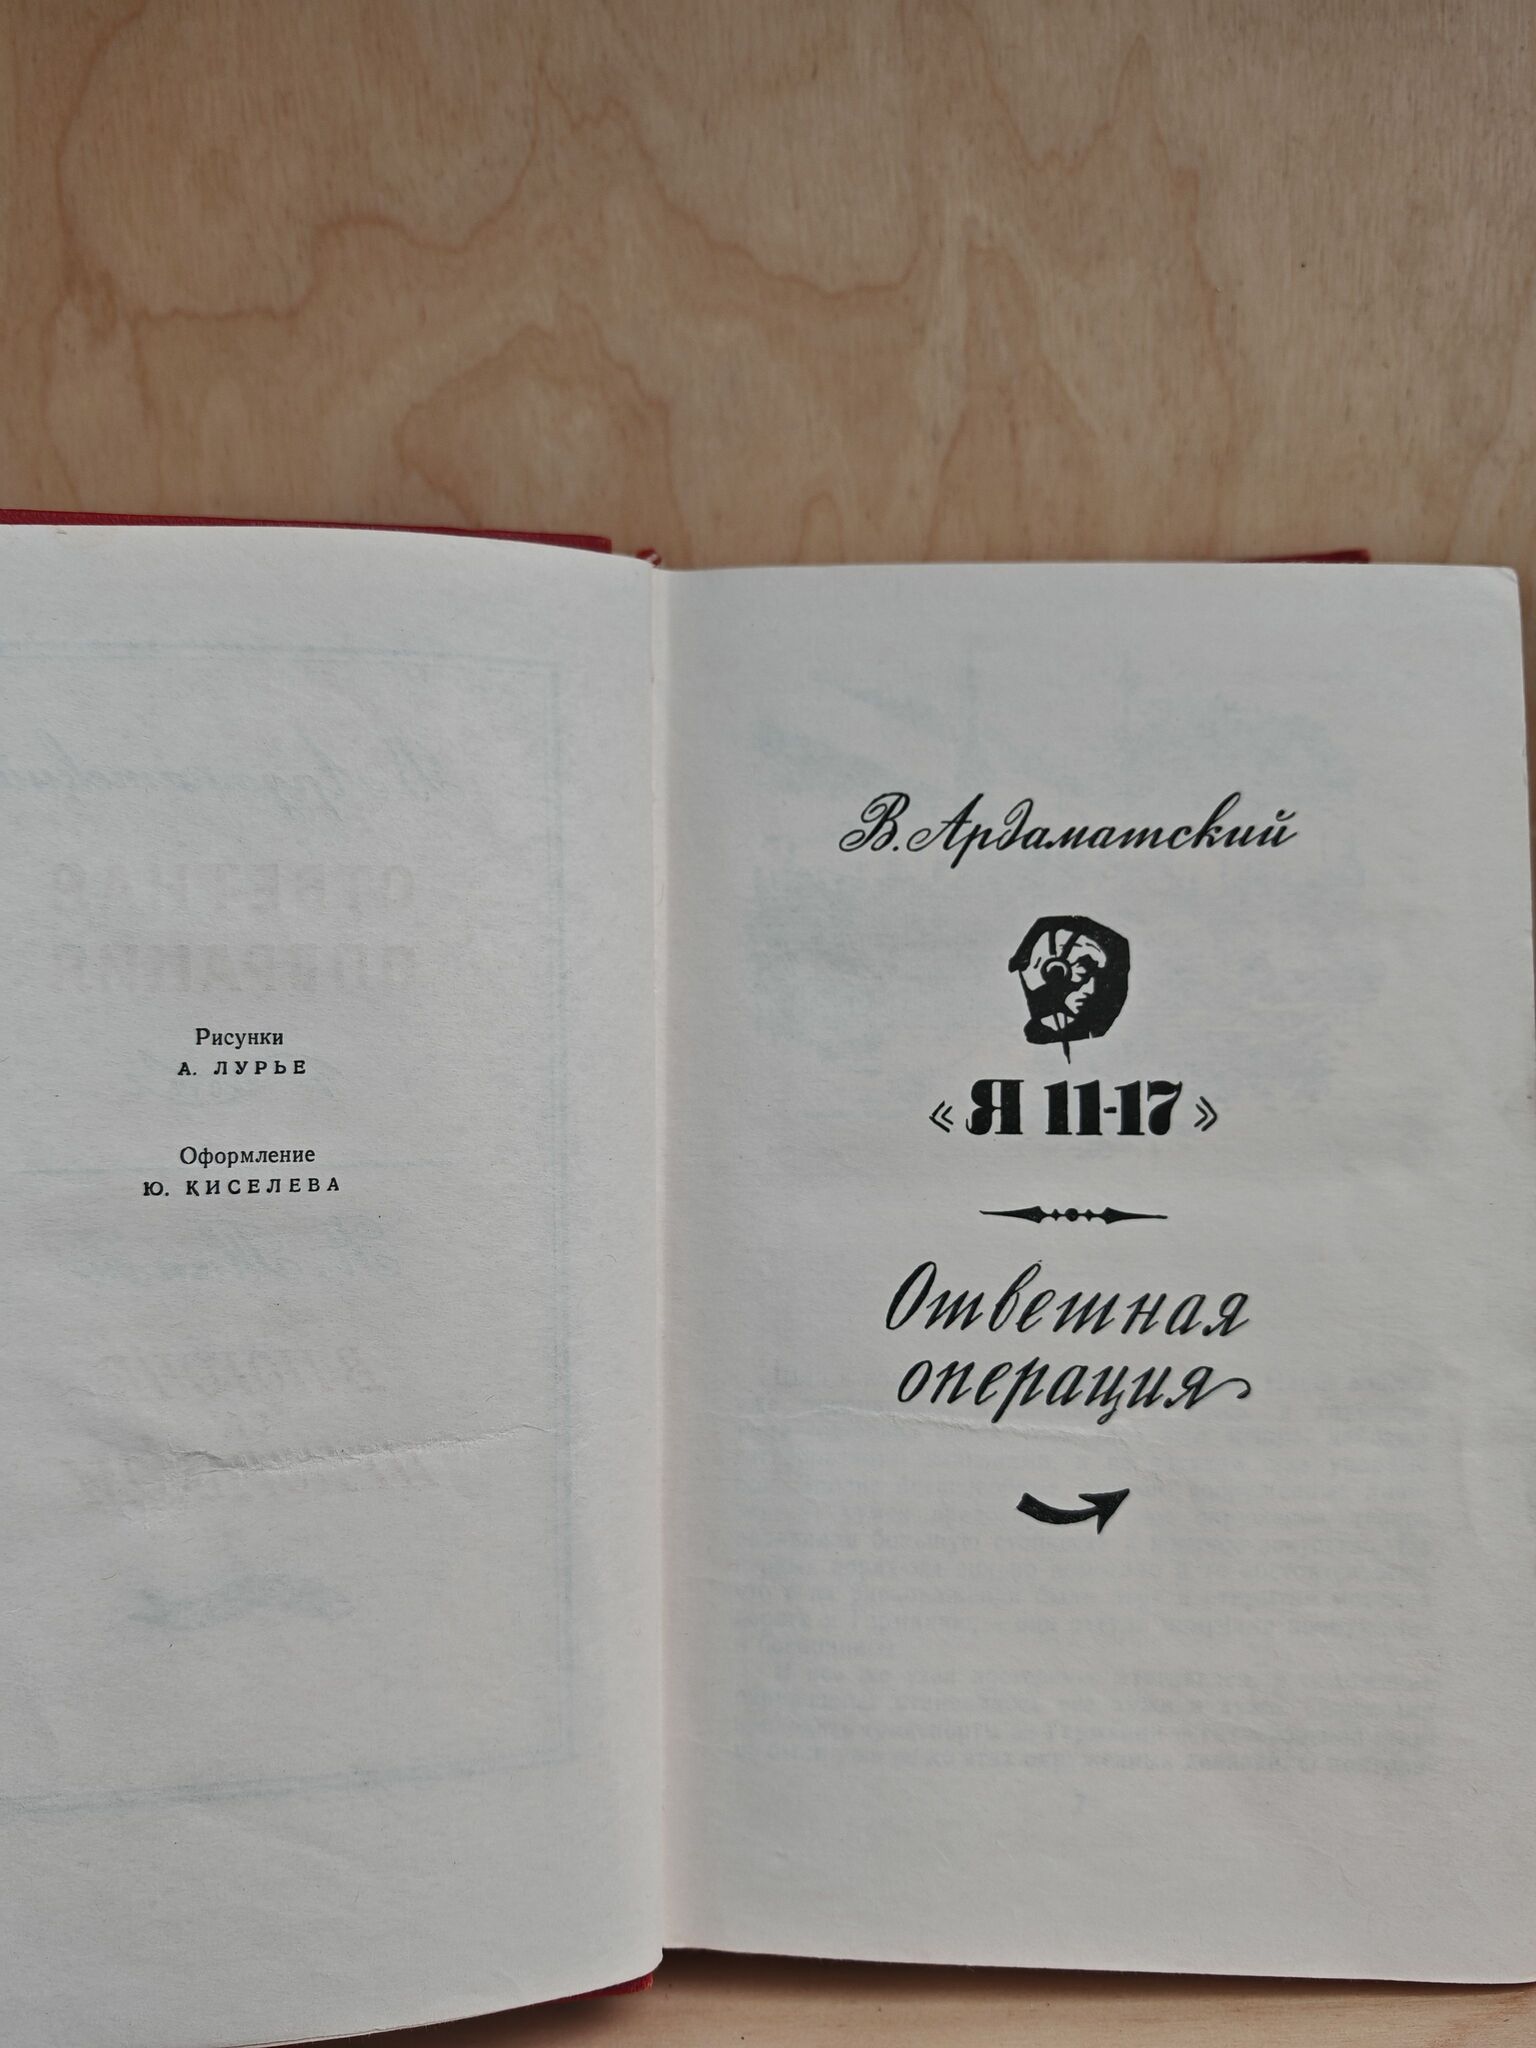 Рисунки
А. ЛУРЬЕ
Оформление
Ю. КИСЕЛЕВА
В. Ардаматский
«Я 11-17»
Ответная
операция